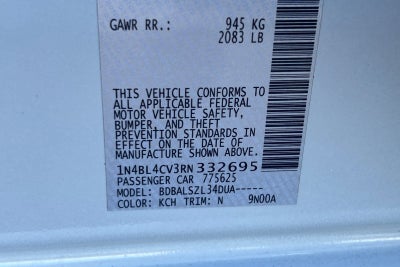 GAWR RR.: 945 KG
2083 LB
THIS VEHICLE CONFORMS TO
ALL APPLICABLE FEDERAL
MOTOR VEHICLE SAFETY,
BUMPER, AND THEFT
PREVENTION STANDARDS IN
EFFECT ON THE DATE OF
MANUFACTURE SHOWN ABOVE.
1N4BL4CV3RN332695
PASSENGER CAR 775625
MODEL: BDBALSZL34DUA-----
COLOR: KCH TRIM: N 9N00A